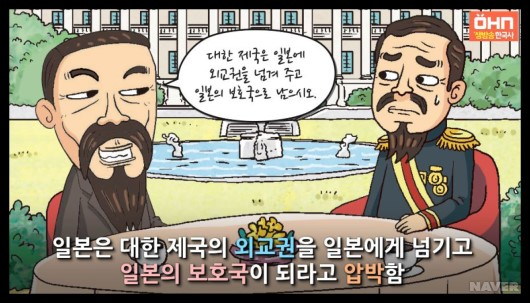 OHN
생방송한국사
대한 제국은 일본에
외교권을 넘겨 주고
일본의 보호국으로 남으시오.
일본은 대한 제국의 외교권을 일본에게 넘기고
일본의 보호국이 되라고 압박함
NAVER